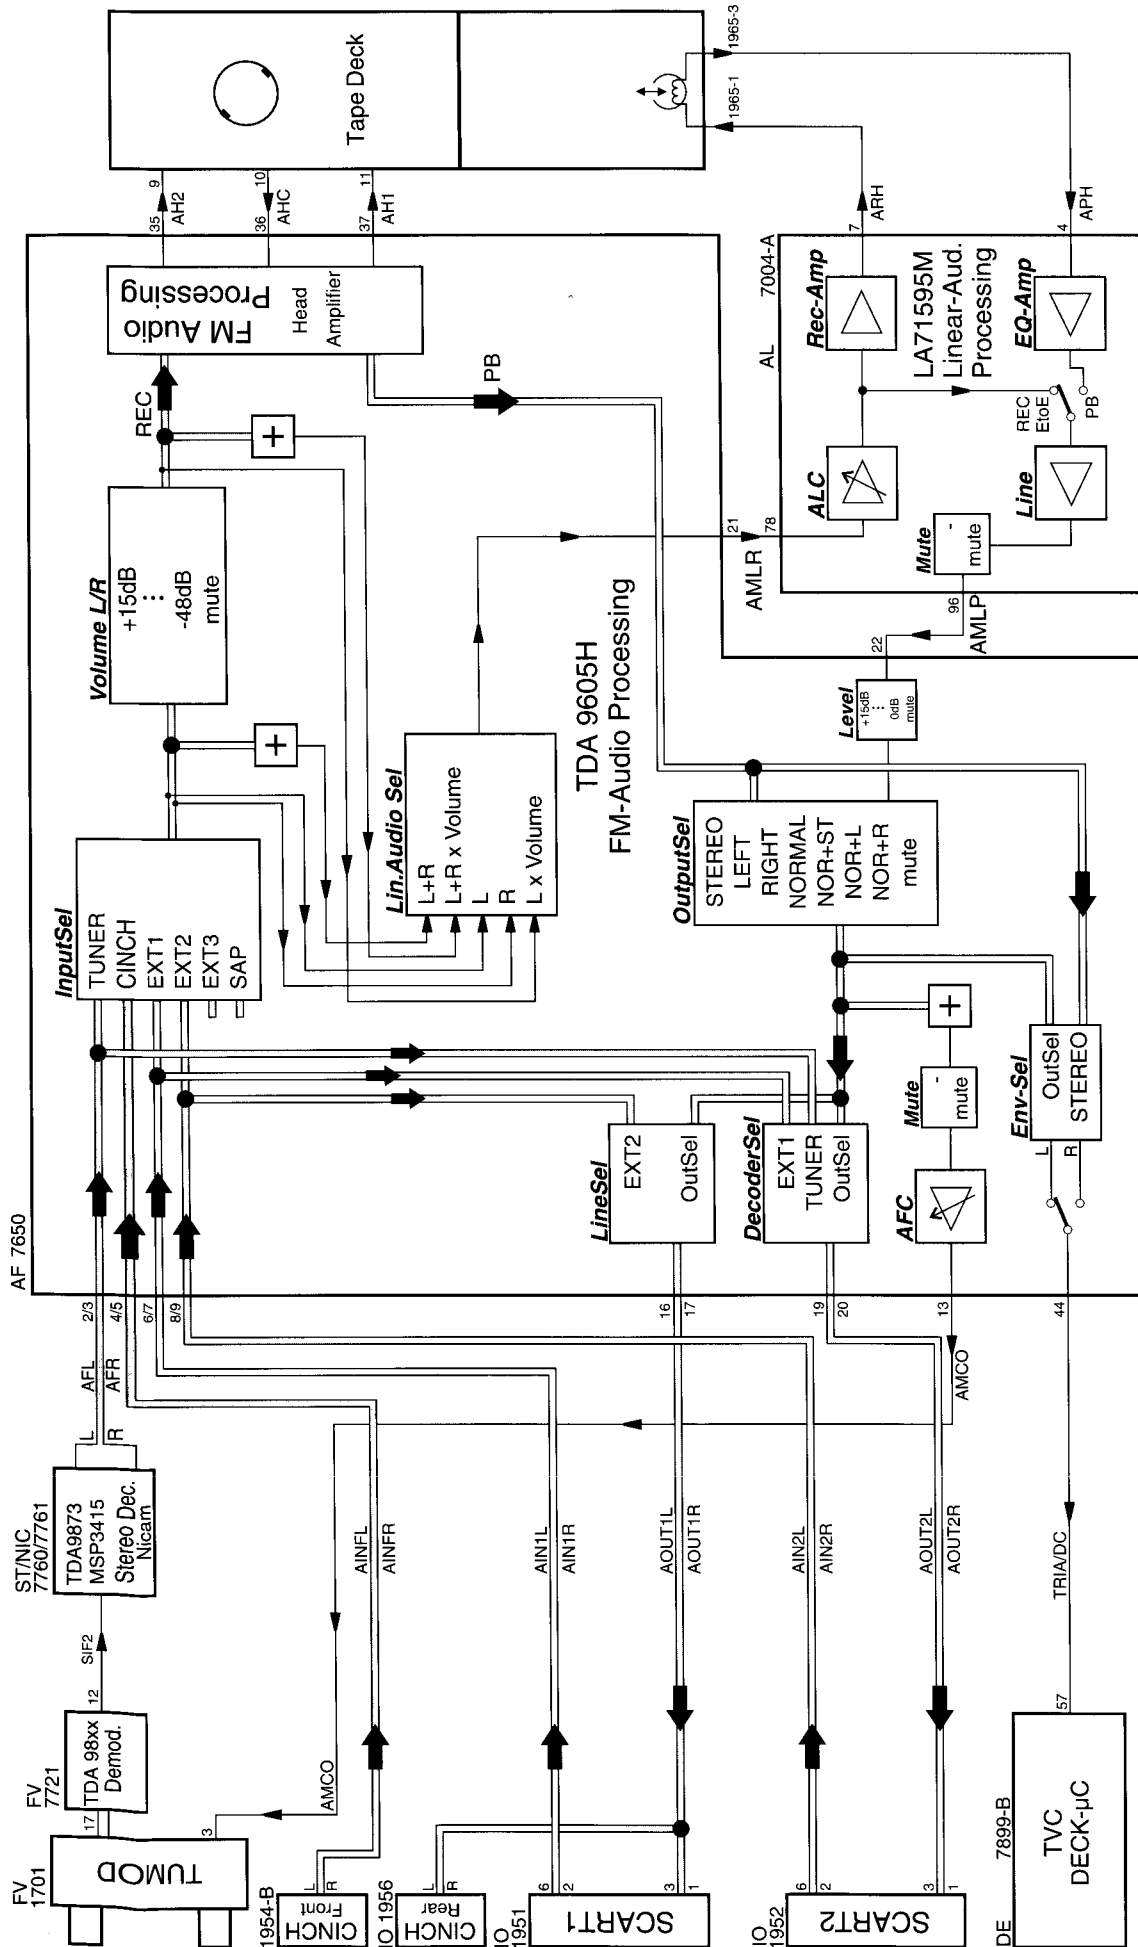 1965-3
1965-1
Tape Deck
9
10
11
35
36
37
AH2
AHC
AH1
ARH
APH
7
4
FM Audio
Processing
Head
Amplifier
REC
PB
AL
7004-A
Rec-Amp
EQ-Amp
LA71595M
Linear-Aud.
Processing
REC
EtoE
PB
ALC
Line
Mute
-
mute
Volume L/R
+15dB
-48dB
mute
21
78
AMLR
96
AMLP
22
Level
+15dB
0dB
mute
TDA 9605H
FM-Audio Processing
Lin.Audio Sel
L+R
L+R x Volume
L
R
L x Volume
+
+
InputSel
TUNER
CINCH
EXT1
EXT2
EXT3
SAP
OutputSel
STEREO
LEFT
RIGHT
NORMAL
NOR+ST
NOR+L
NOR+R
mute
+
Mute
-
mute
Env-Sel
OutSel
STEREO
L
R
LineSel
EXT2
OutSel
DecoderSel
EXT1
TUNER
OutSel
AFC
AF 7650
2/3
4/5
6/7
8/9
16
17
19
20
13
44
AFL
AFR
L
R
AMCO
ST/NIC
7760/7761
TDA9873
MSP3415
Stereo Dec.
Nicam
AINFL
AINFR
AIN1L
AIN1R
AOUT1L
AOUT1R
AIN2L
AIN2R
AOUT2L
AOUT2R
TRIA/DC
SIF2
12
FV
7721
TDA 98xx
Demod.
17
3
AMCO
57
FV
1701
TUMOD
1954-B
CINCH
Front
L
R
IO 1956
CINCH
Rear
L
R
IO
1951
SCART1
6
2
3
1
IO
1952
SCART2
6
2
3
1
DE
7899-B
TVC
DECK-µC